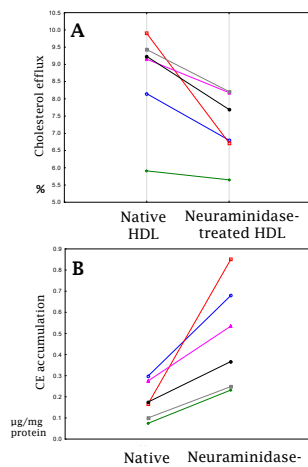 A
Cholesterol efflux
%
10.5
10.0
9.5
9.0
8.5
8.0
7.5
7.0
6.5
6.0
5.5
5.0
Native
HDL
Neuraminidase-
treated HDL
B
CE accumulation
µg/mg
protein
0.9
0.8
0.7
0.6
0.5
0.4
0.3
0.2
0.1
0.0
Native
Neuraminidase-